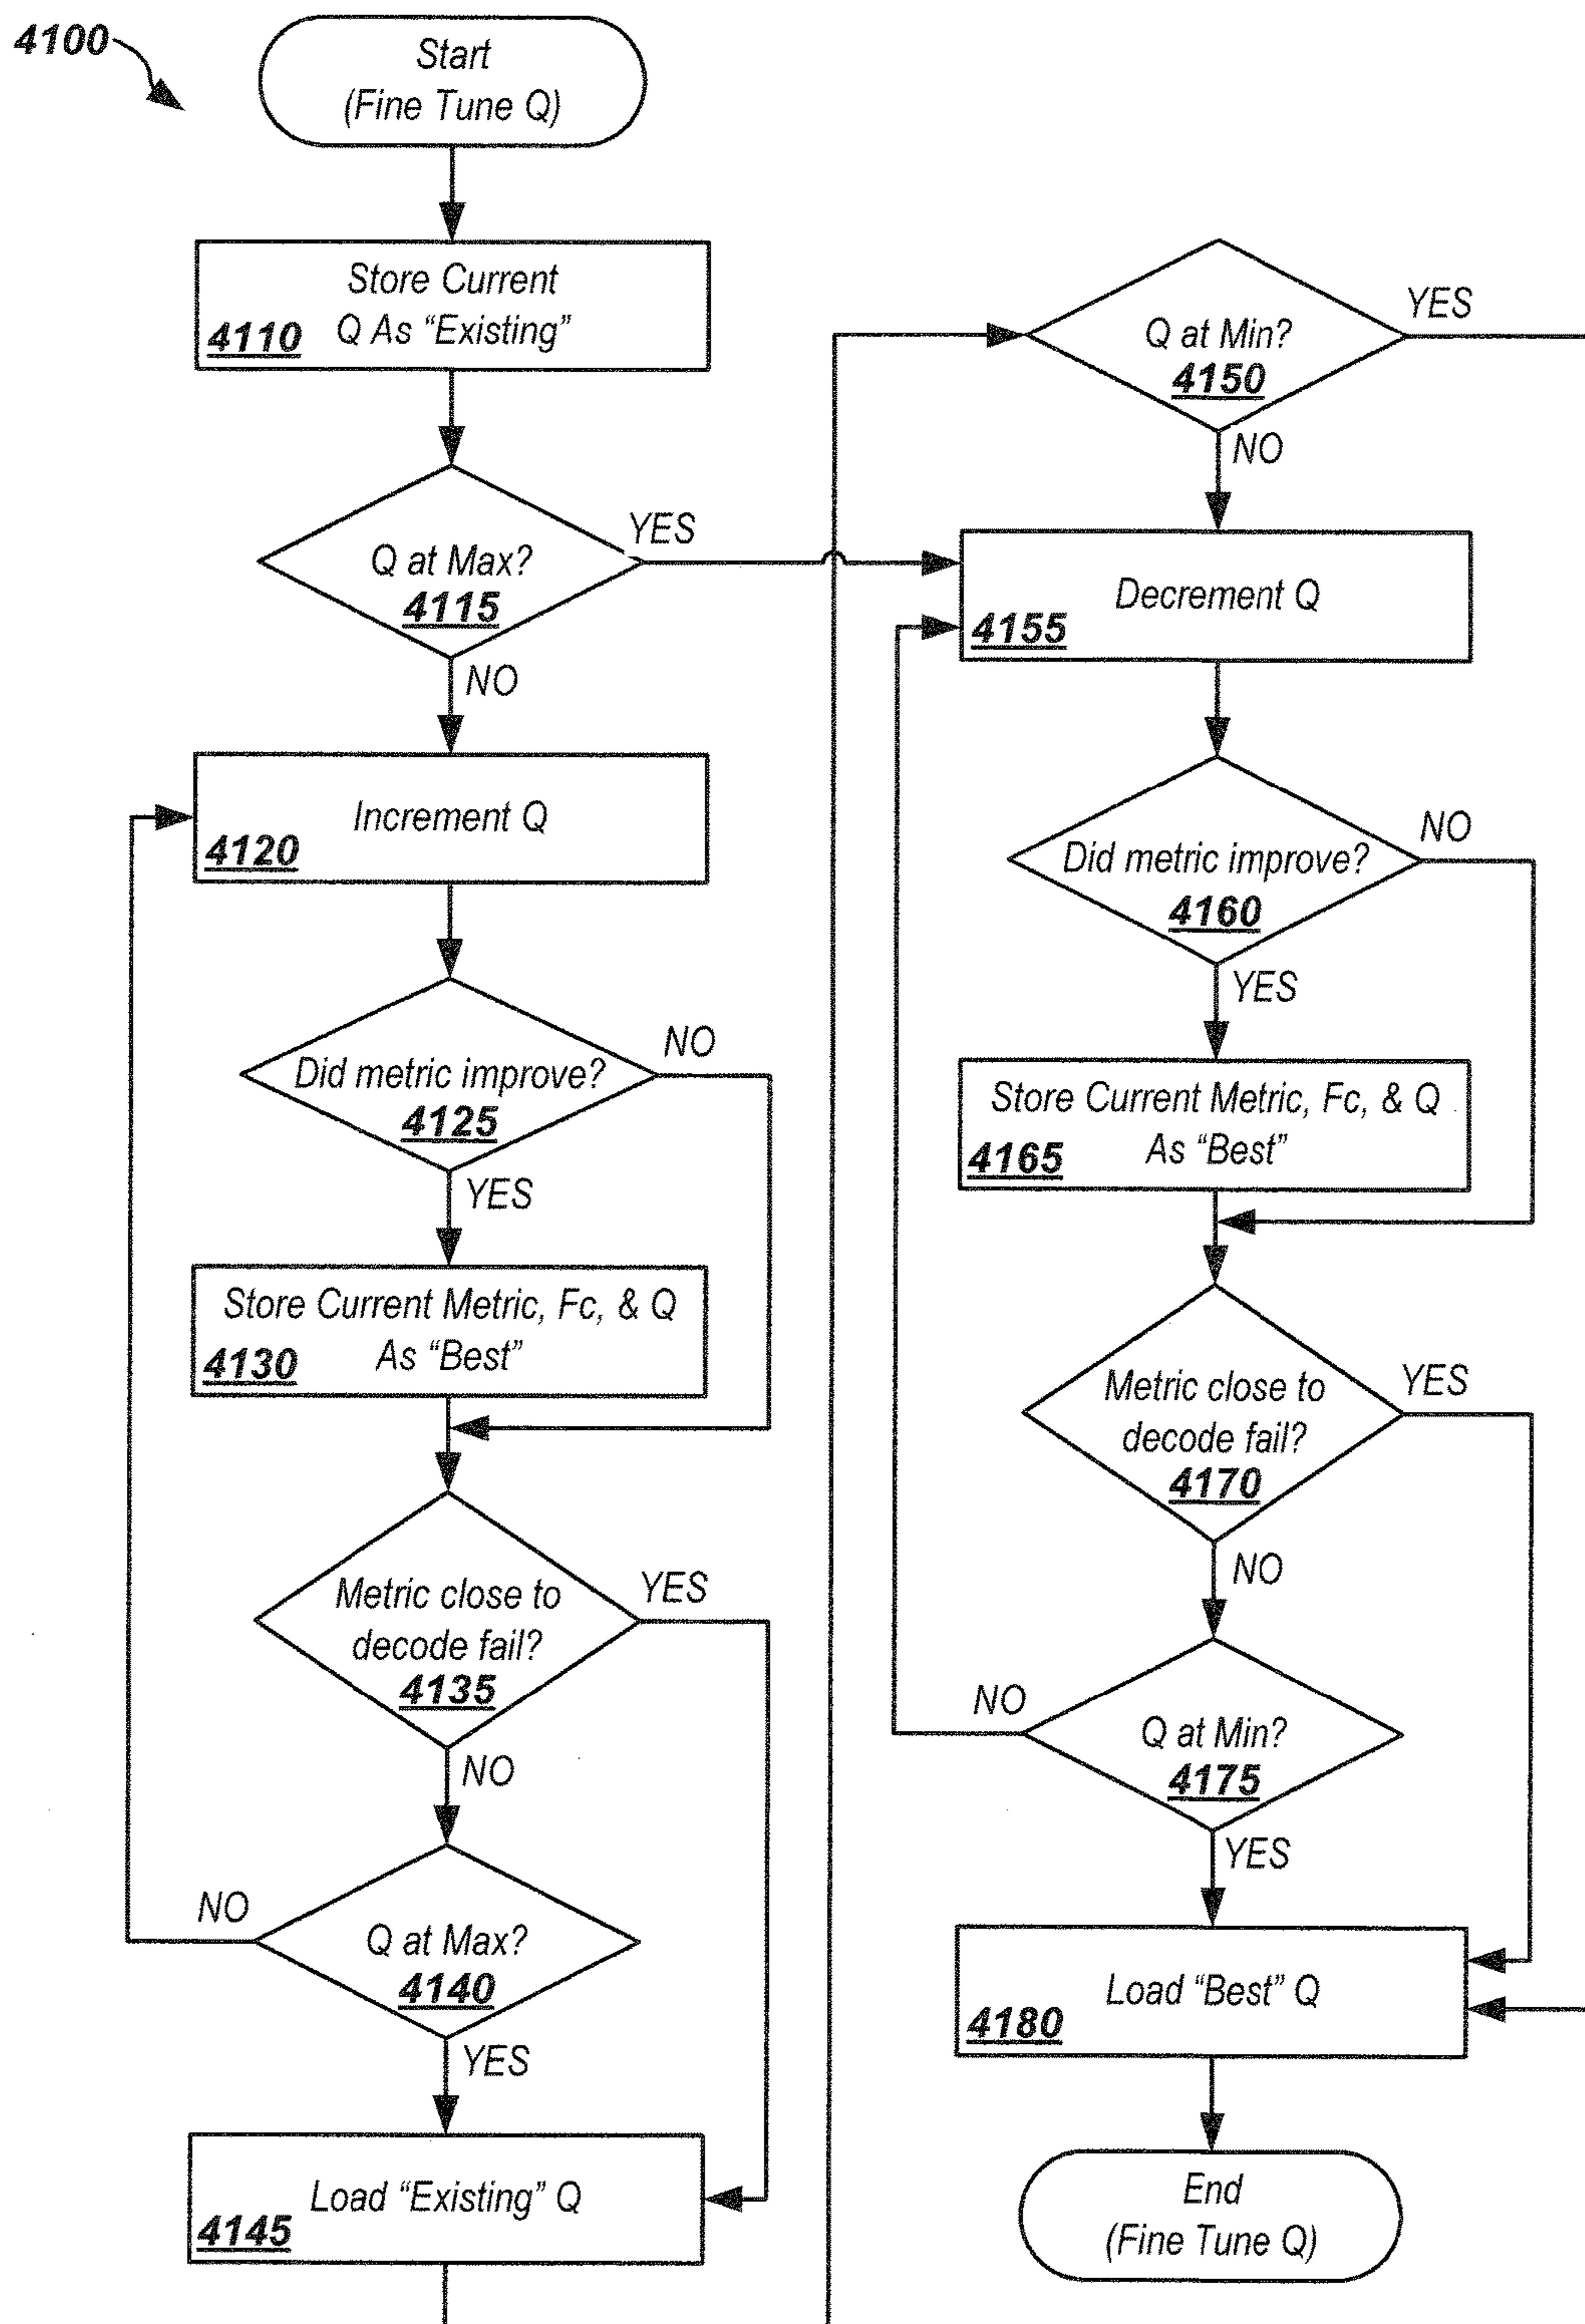 4100
Start
(Fine Tune Q)
Store Current
Q As “Existing”
4110
Q at Max?
4115
YES
NO
Increment Q
4120
Did metric improve?
4125
NO
YES
Store Current Metric, Fc, & Q
As “Best”
4130
Metric close to
decode fail?
4135
YES
NO
Q at Max?
4140
NO
YES
Load “Existing” Q
4145
Q at Min?
4150
YES
NO
Decrement Q
4155
Did metric improve?
4160
NO
YES
Store Current Metric, Fc, & Q
As “Best”
4165
Metric close to
decode fail?
4170
YES
NO
Q at Min?
4175
NO
YES
Load “Best” Q
4180
End
(Fine Tune Q)